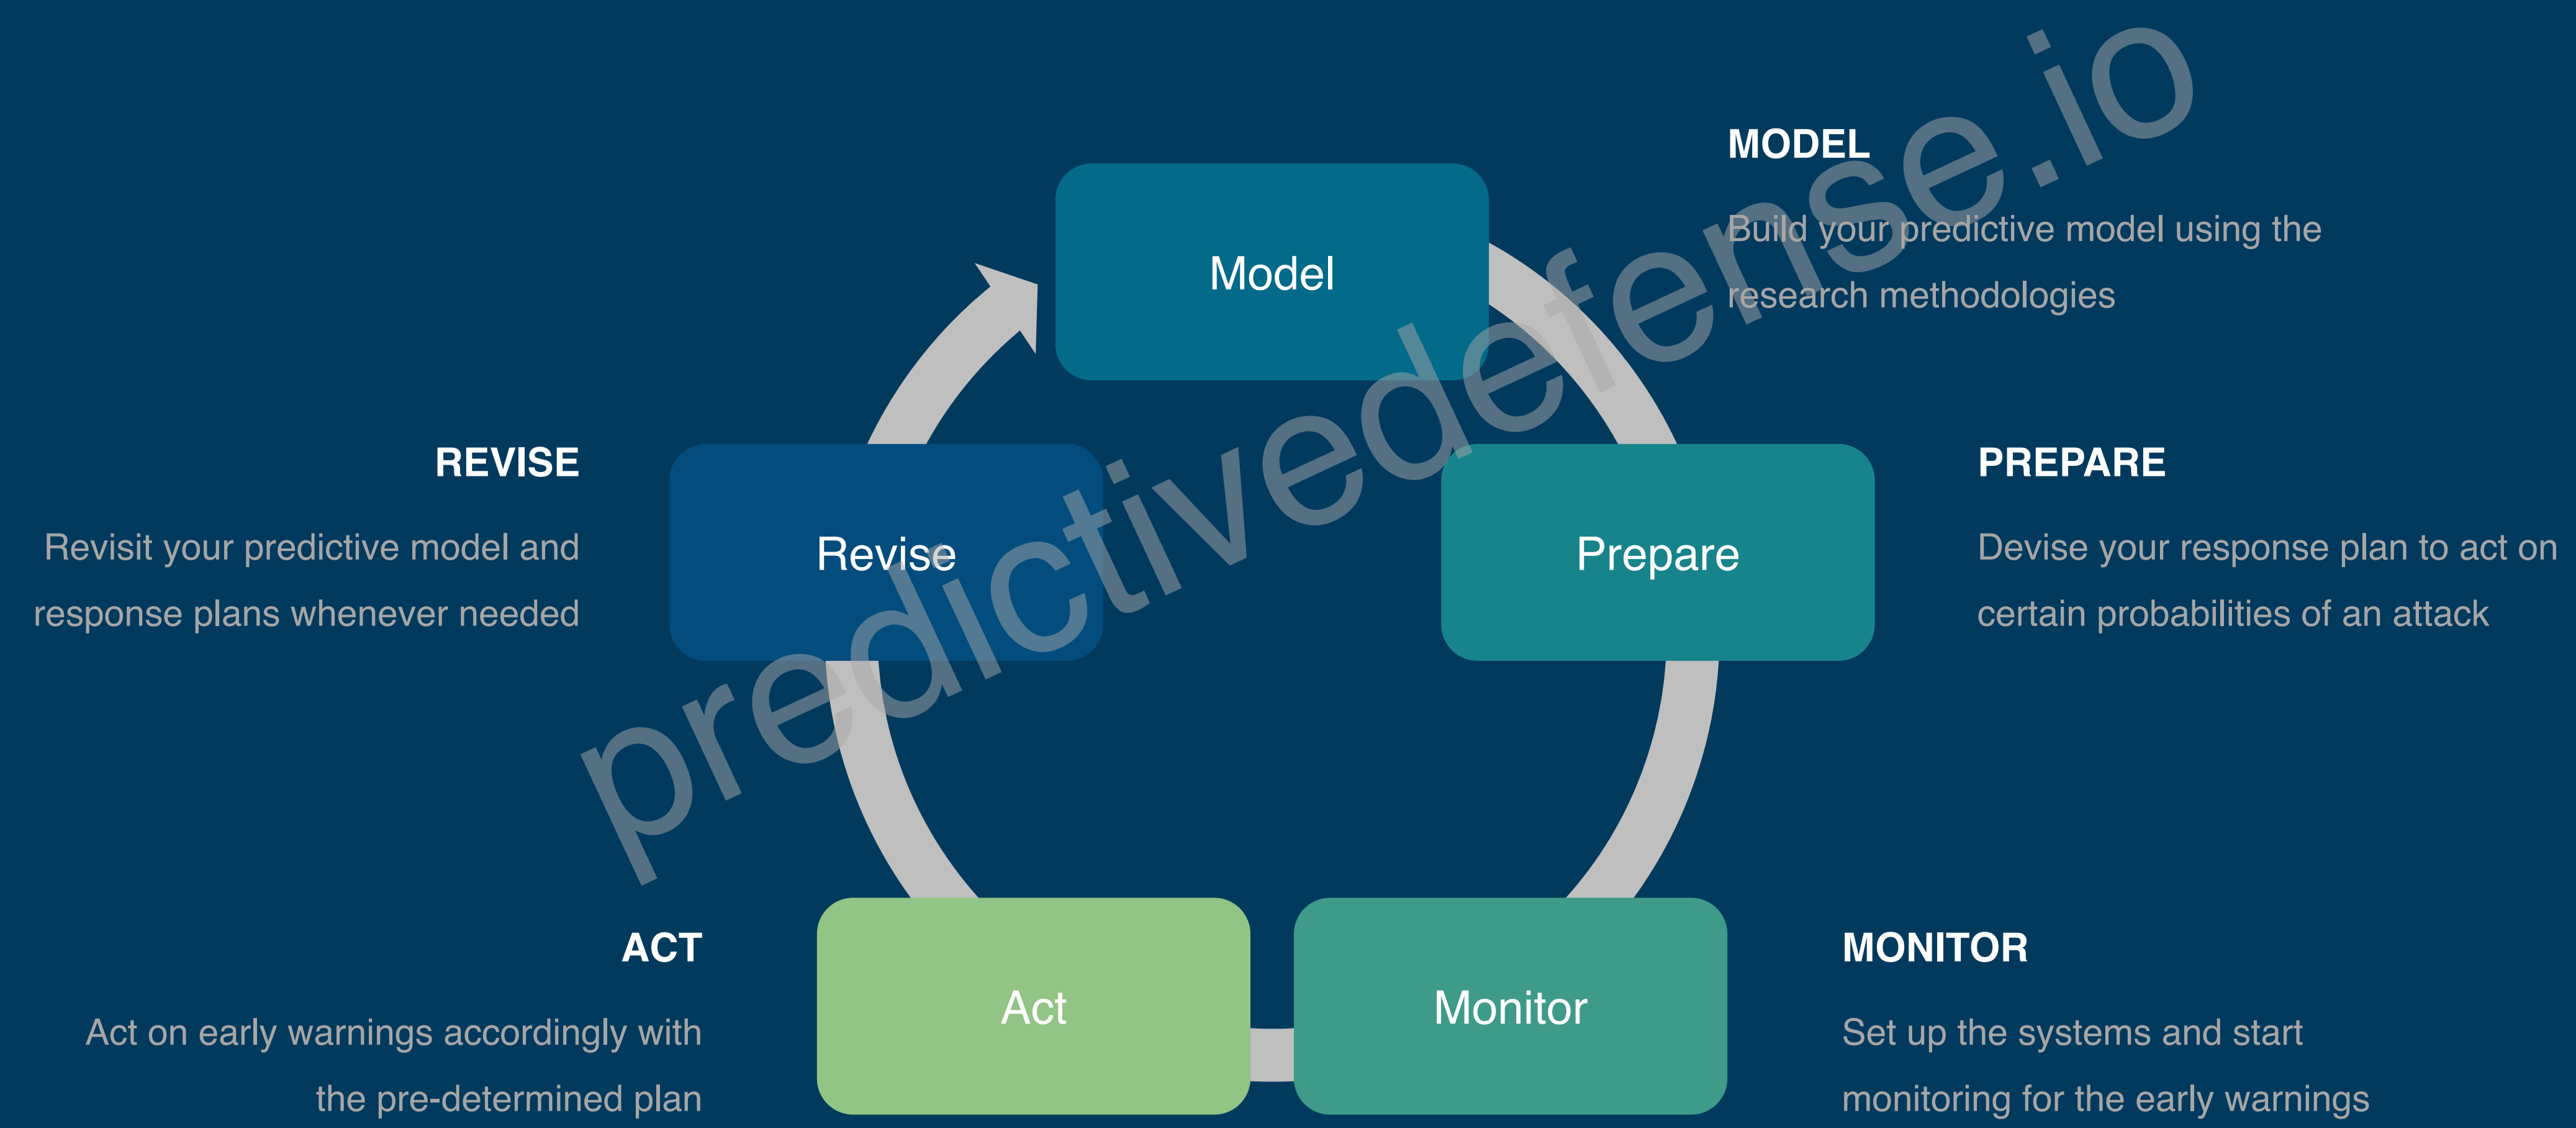 Model
MODEL
Build your predictive model using the
research methodologies
Prepare
PREPARE
Devise your response plan to act on
certain probabilities of an attack
Monitor
MONITOR
Set up the systems and start
monitoring for the early warnings
Act
ACT
Act on early warnings accordingly with
the pre-determined plan
Revise
REVISE
Revisit your predictive model and
response plans whenever needed
predictivedefense.io